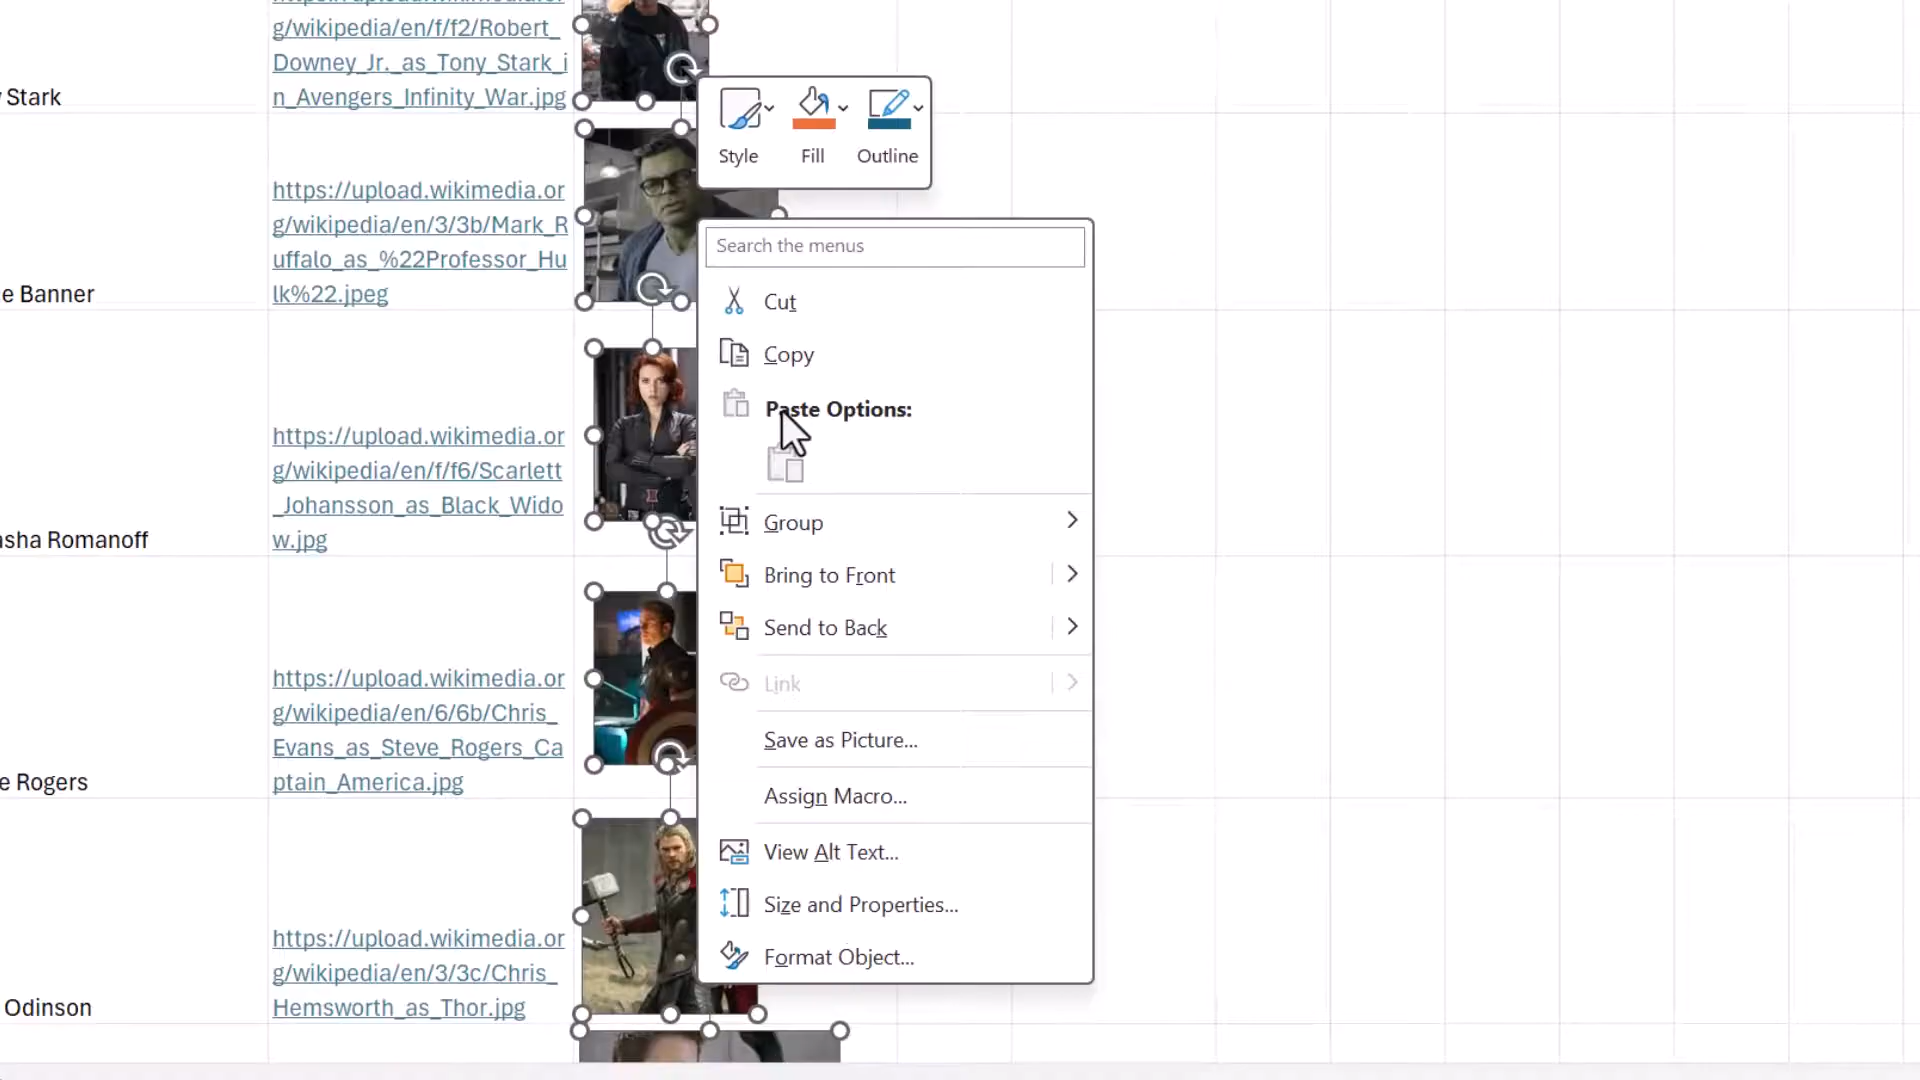 g/wikipedia/en/f/f2/Robert_
Downey_Jr._as_Tony_Stark_i
n_Avengers_Infinity_War.jpg
Stark
https://upload.wikimedia.or
g/wikipedia/en/3/3b/Mark_R
uffalo_as_%22Professor_Hu
lk%22.jpeg
e Banner
https://upload.wikimedia.or
g/wikipedia/en/f/f6/Scarlett
_Johansson_as_Black_Wido
w.jpg
asha Romanoff
https://upload.wikimedia.or
g/wikipedia/en/6/6b/Chris_
Evans_as_Steve_Rogers_Ca
ptain_America.jpg
e Rogers
https://upload.wikimedia.or
g/wikipedia/en/3/3c/Chris_
Hemsworth_as_Thor.jpg
Odinson
Style
Fill
Outline
Search the menus
Cut
Copy
Paste Options:
Group
Bring to Front
Send to Back
Link
Save as Picture...
Assign Macro...
View Alt Text...
Size and Properties...
Format Object...